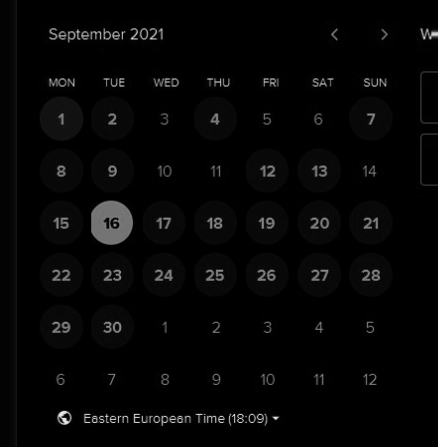 September 2021
MON TUE WED THU FRI SAT SUN
1 2 3 4 5 6 7
8 9 10 11 12 13 14
15 16 17 18 19 20 21
22 23 24 25 26 27 28
29 30 1 2 3 4 5
6 7 8 9 10 11 12
Eastern European Time (18:09)